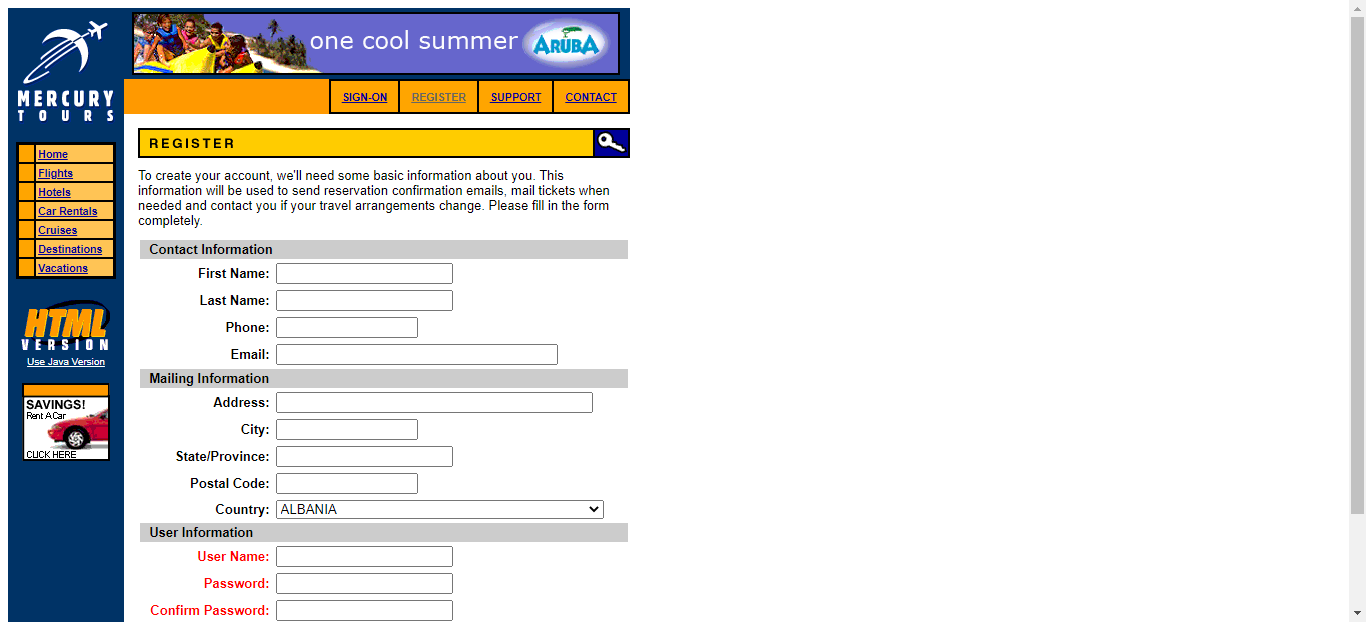 MERCURY
TOURS
one cool summer ARUBA
SIGN-ON REGISTER SUPPORT CONTACT
Home
Flights
Hotels
Car Rentals
Cruises
Destinations
Vacations
HTML
VERSION
Use Java Version
SAVINGS!
Rent A Car
CLICK HERE
REGISTER
To create your account, we'll need some basic information about you. This
information will be used to send reservation confirmation emails, mail tickets when
needed and contact you if your travel arrangements change. Please fill in the form
completely.
Contact Information
First Name:
Last Name:
Phone:
Email:
Mailing Information
Address:
City:
State/Province:
Postal Code:
Country: ALBANIA
User Information
User Name:
Password:
Confirm Password: